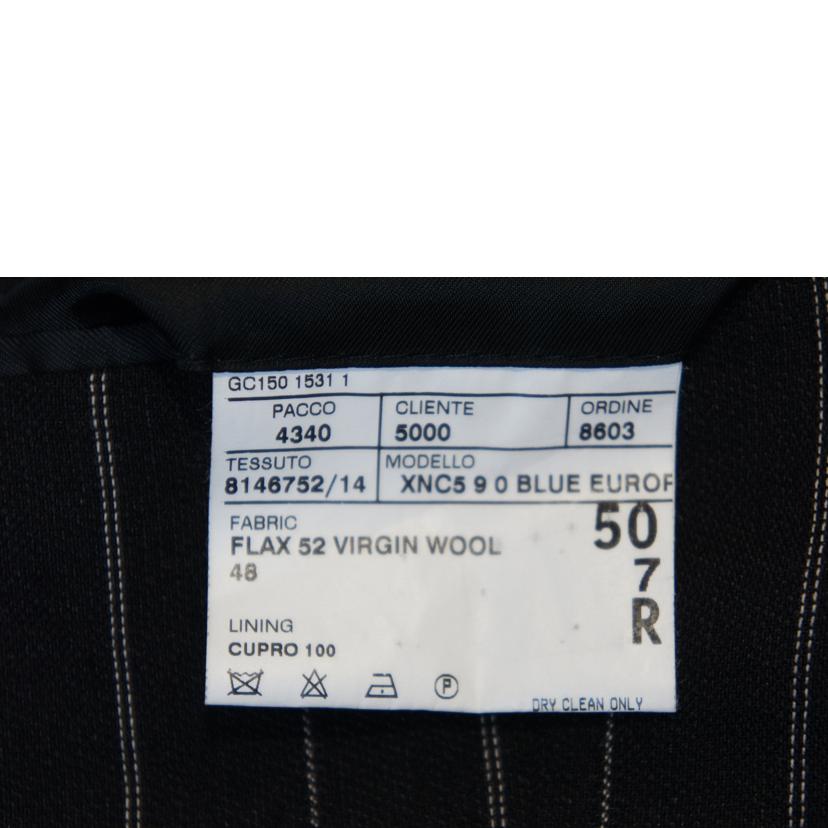 GC150 1531 1
PACCO CLIENTE ORDINE
4340 5000 8603
TESSUTO MODELLO
8146752/14 XNC5 9 0 BLUE EUROP
FABRIC
FLAX 52 VIRGIN WOOL
48
50
7
R
LINING
CUPRO 100
P
DRY CLEAN ONLY